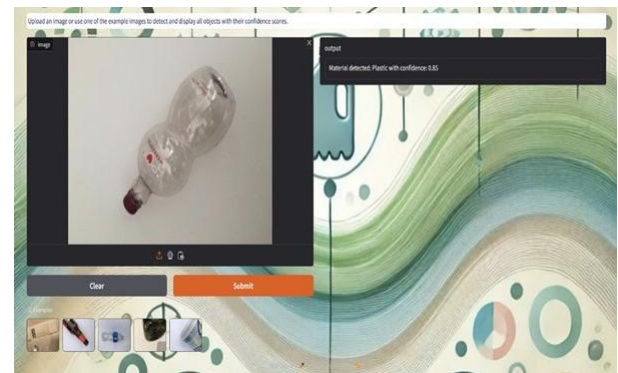 Upload an image or use one of the example images to detect and display all objects with their confidence scores.
image
output
Material detected: Plastic with confidence: 0.85
Clear
Submit
Examples